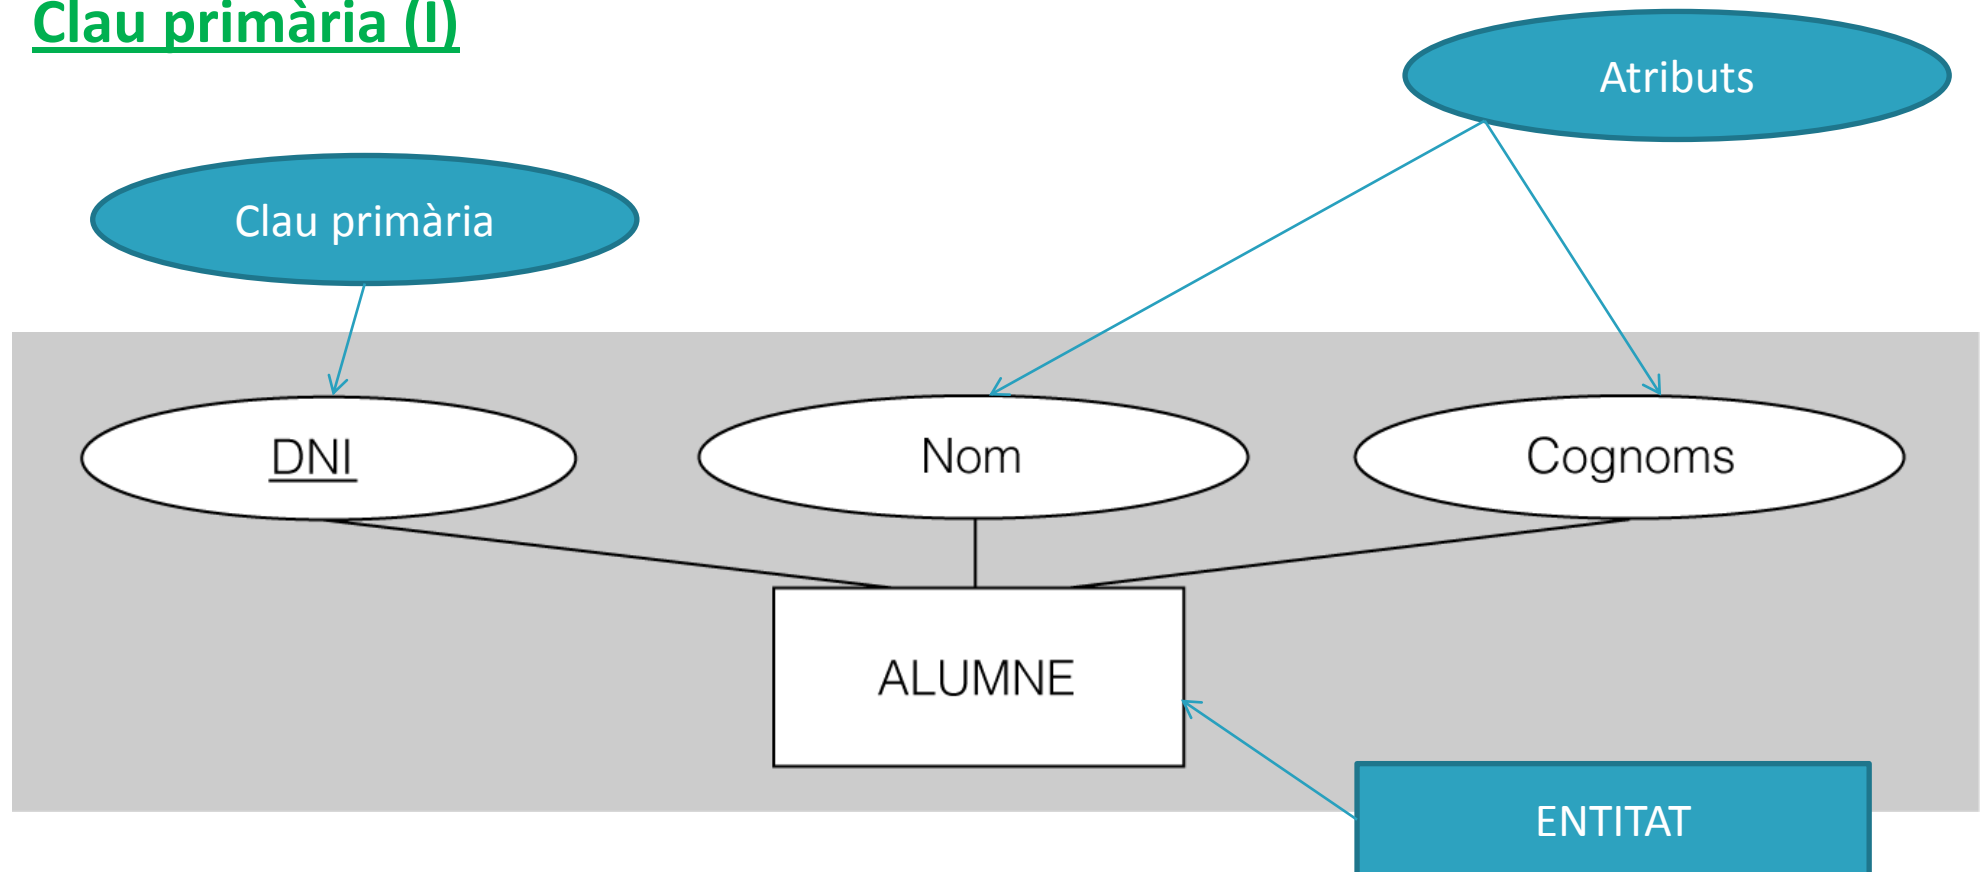 Clau primària (I)
Atributs
Clau primària
DNI
Nom
Cognoms
ALUMNE
ENTITAT